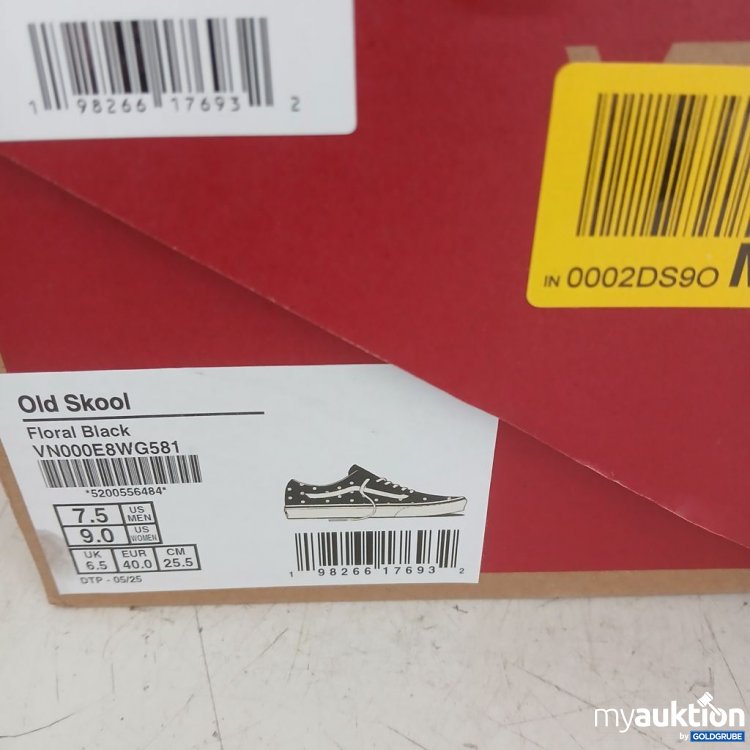 1 98266 17693 2
IN 0002DS9O
Old Skool
Floral Black
VN000E8WG581
*5200556484*
7.5 US MEN
9.0 US WOMEN
UK 6.5 EUR 40.0 CM 25.5
DTP - 05/25
1 98266 17693 2
myauktion
by GOLDGRUBE